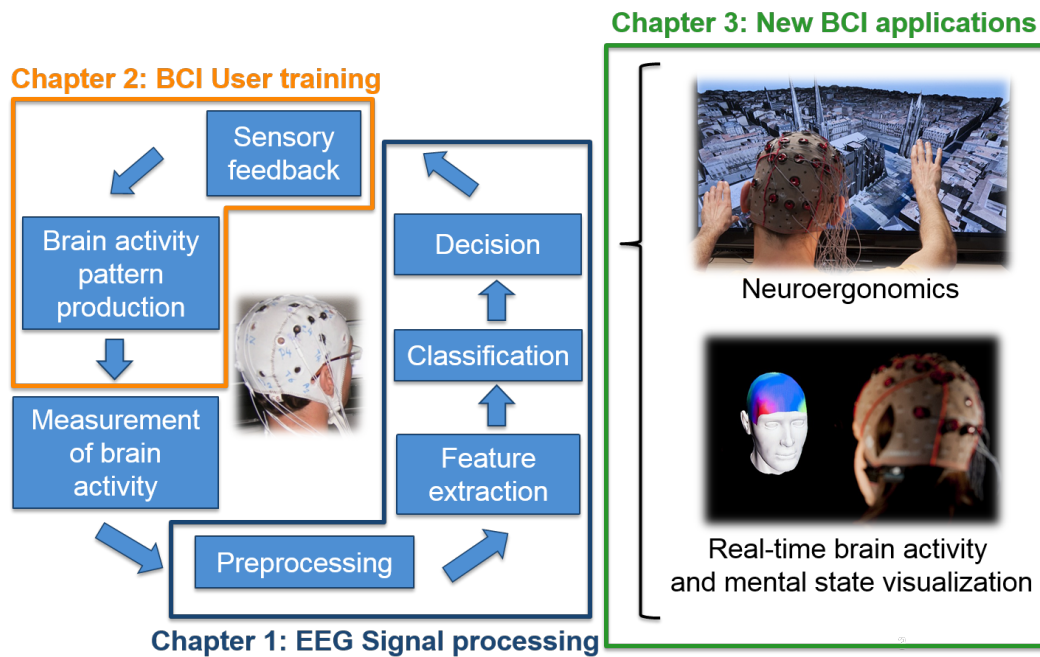 Chapter 3: New BCI applications
Chapter 2: BCI User training
Sensory
feedback
Brain activity
pattern
production
Measurement
of brain
activity
Preprocessing
Feature
extraction
Classification
Decision
Chapter 1: EEG Signal processing
Neuroergonomics
Real-time brain activity
and mental state visualization